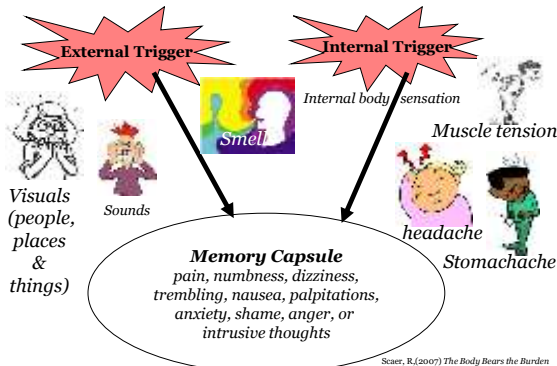 External Trigger
Internal Trigger
Internal body sensation
Smell
Muscle tension
Visuals
(people,
places
&
things)
Sounds
headache
Stomachache
Memory Capsule
pain, numbness, dizziness,
trembling, nausea, palpitations,
anxiety, shame, anger, or
intrusive thoughts
Scaer, R,(2007) The Body Bears the Burden